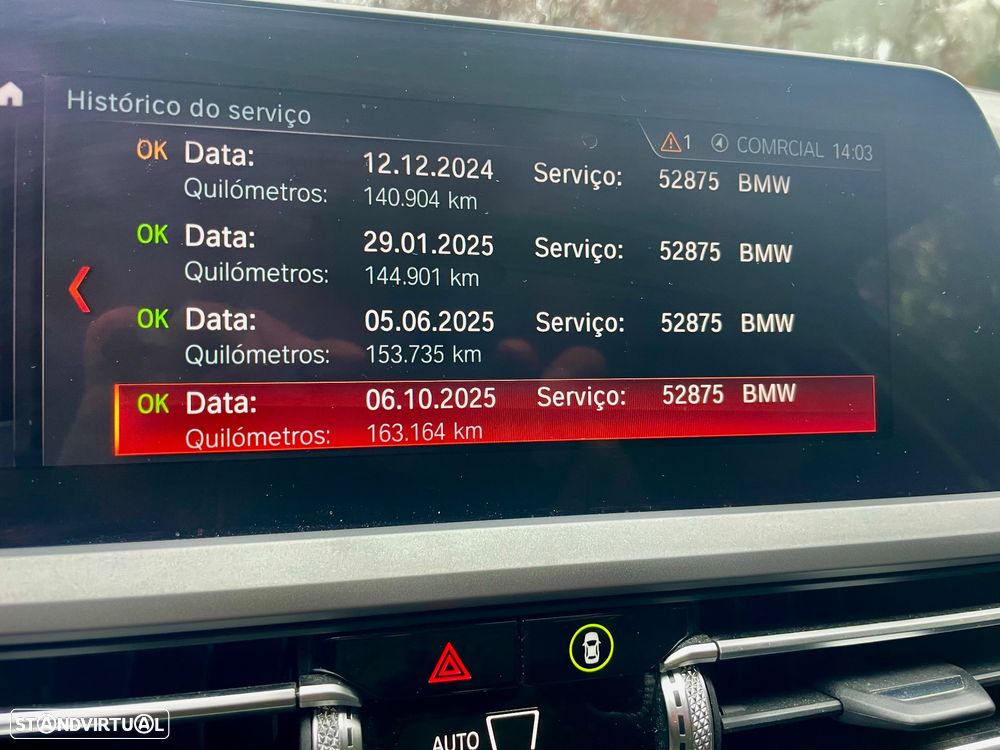 Histórico do serviço
1 COMRCIAL 14:03
OK Data: 12.12.2024 Serviço: 52875 BMW
Quilómetros: 140.904 km
OK Data: 29.01.2025 Serviço: 52875 BMW
Quilómetros: 144.901 km
OK Data: 05.06.2025 Serviço: 52875 BMW
Quilómetros: 153.735 km
OK Data: 06.10.2025 Serviço: 52875 BMW
Quilómetros: 163.164 km
AUTO
STANDVIRTUAL